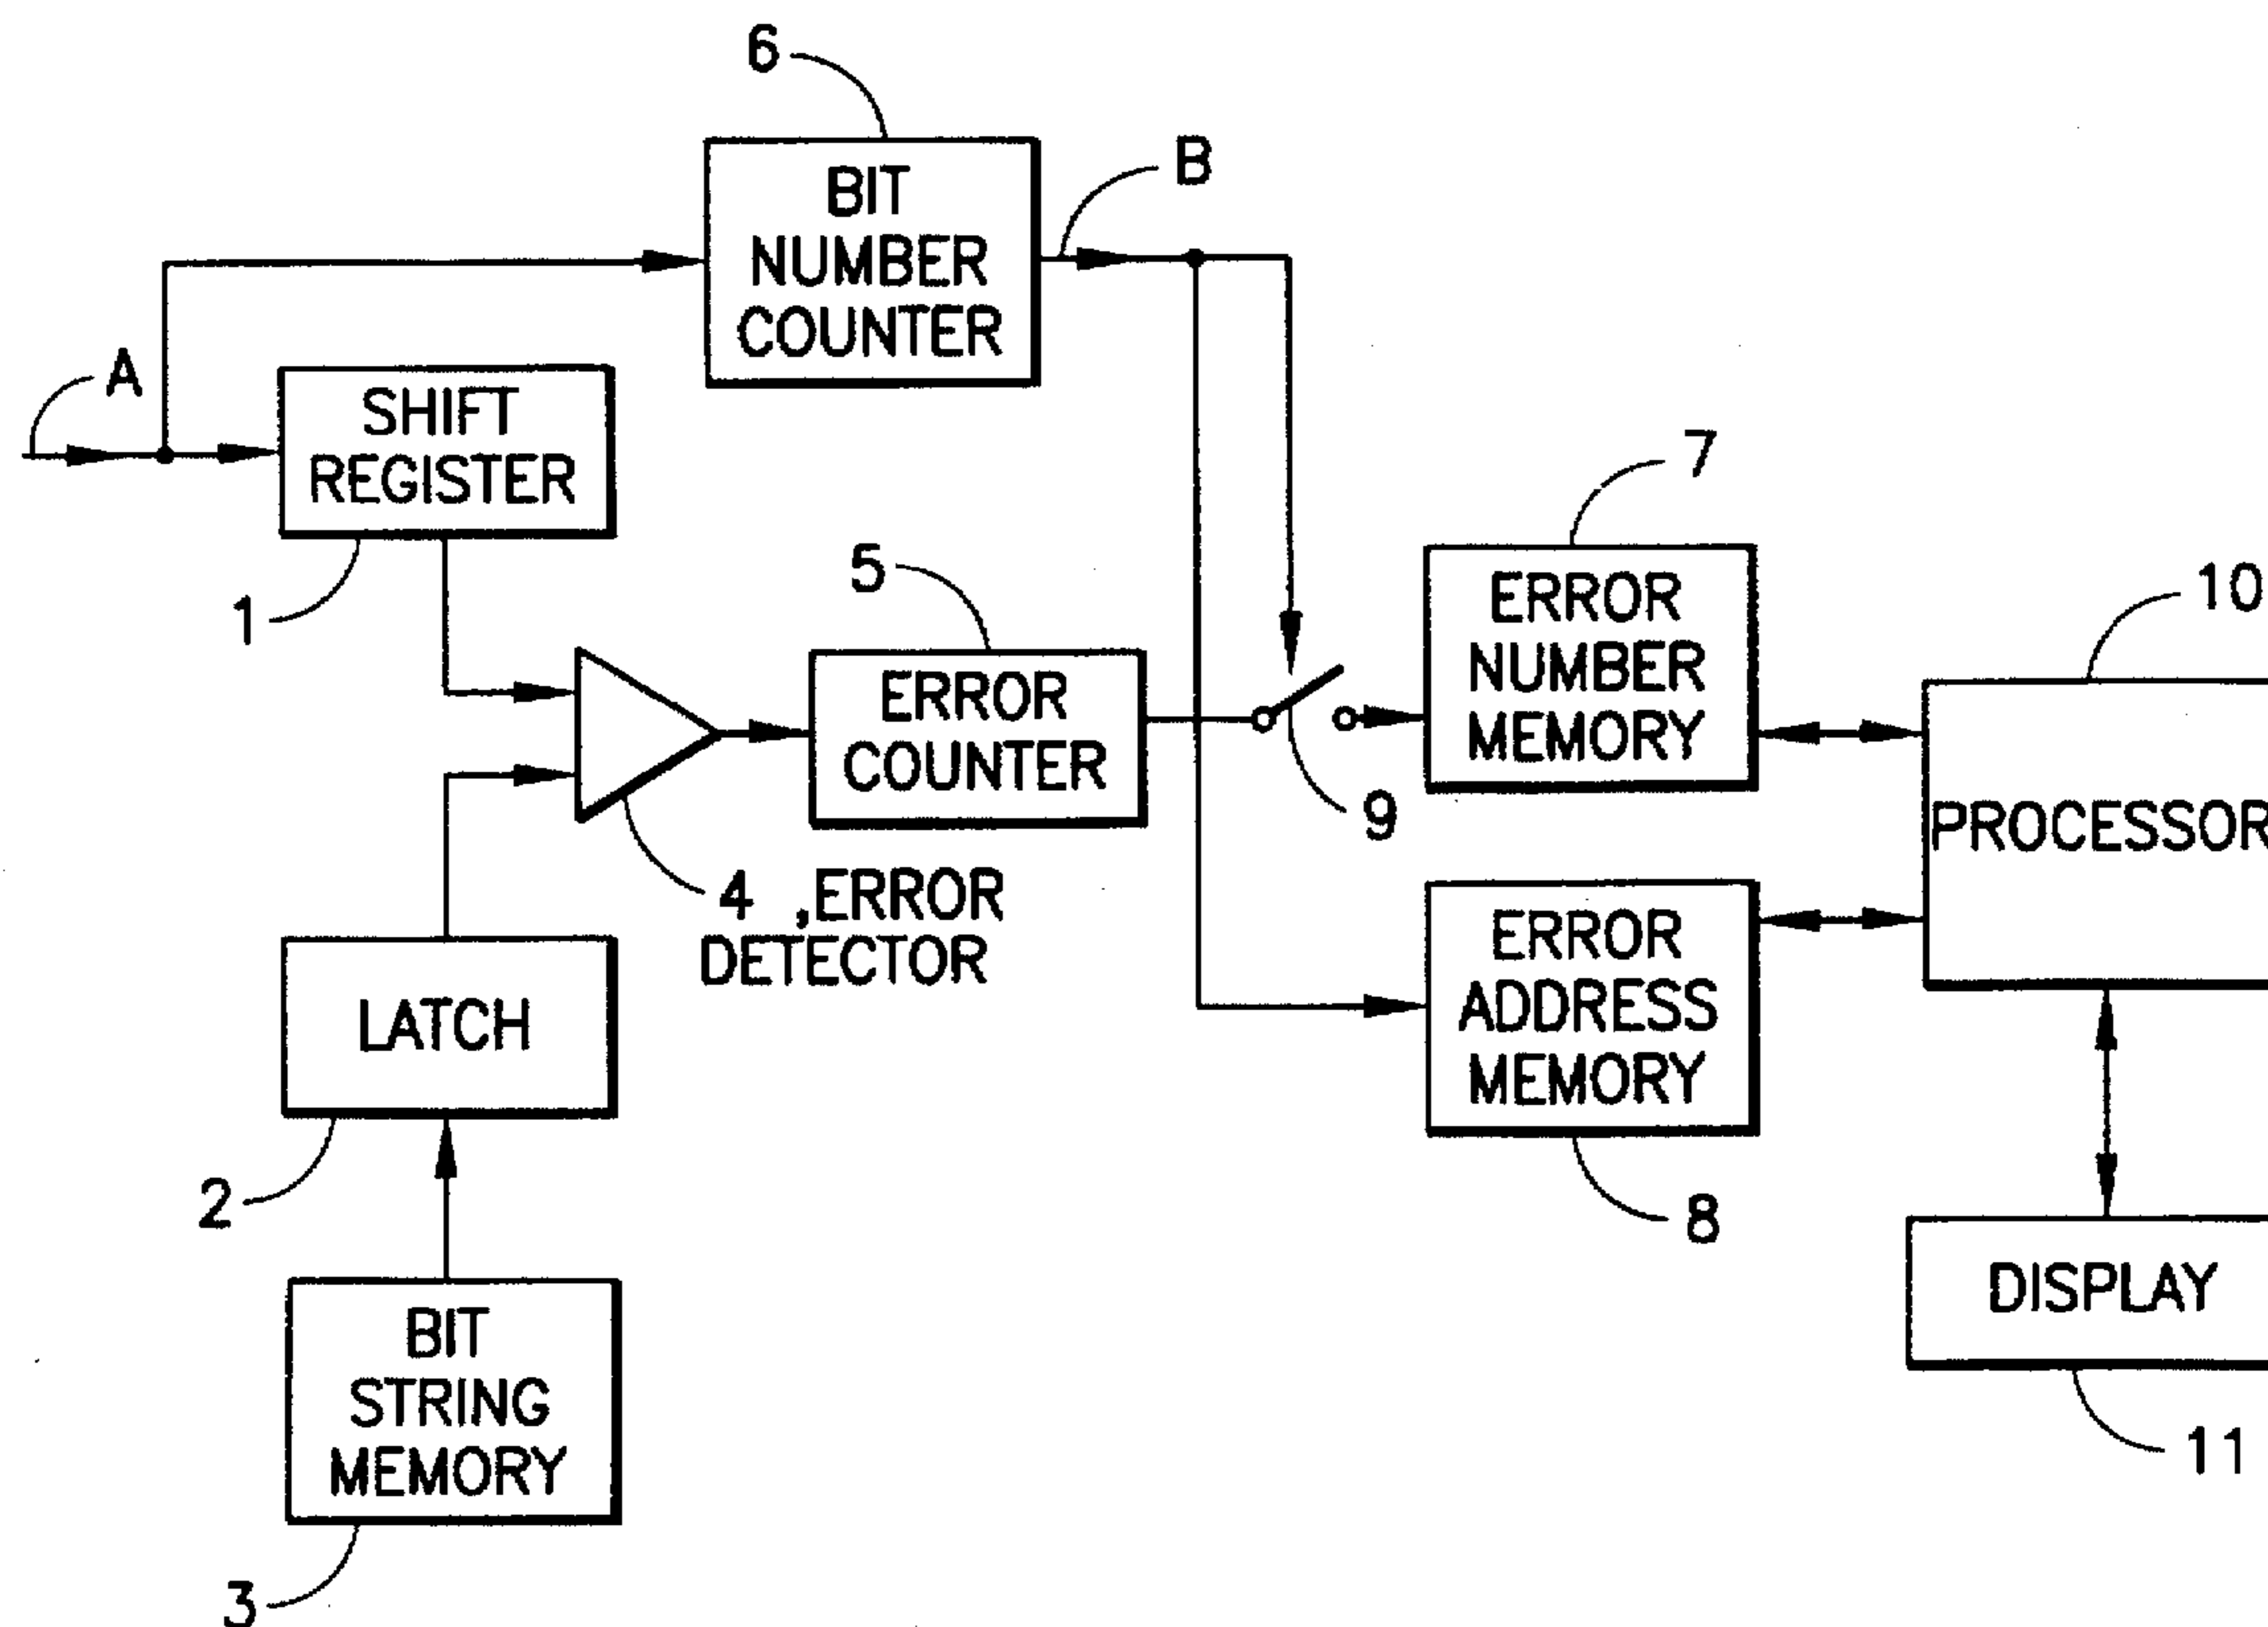 6
BIT
NUMBER
COUNTER
B
A
SHIFT
REGISTER
1
5
ERROR
COUNTER
7
ERROR
NUMBER
MEMORY
10
PROCESSOR
9
4 ,ERROR
DETECTOR
LATCH
2
ERROR
ADDRESS
MEMORY
8
BIT
STRING
MEMORY
3
DISPLAY
11